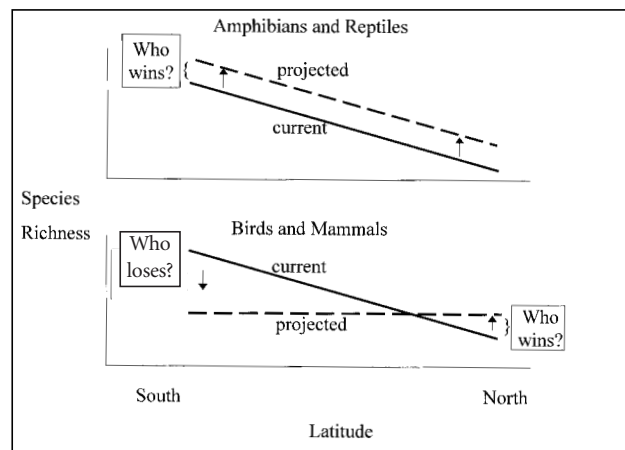 Amphibians and Reptiles
Who
wins?
projected
current
Species
Richness
Birds and Mammals
Who
loses?
current
projected
Who
wins?
South
North
Latitude